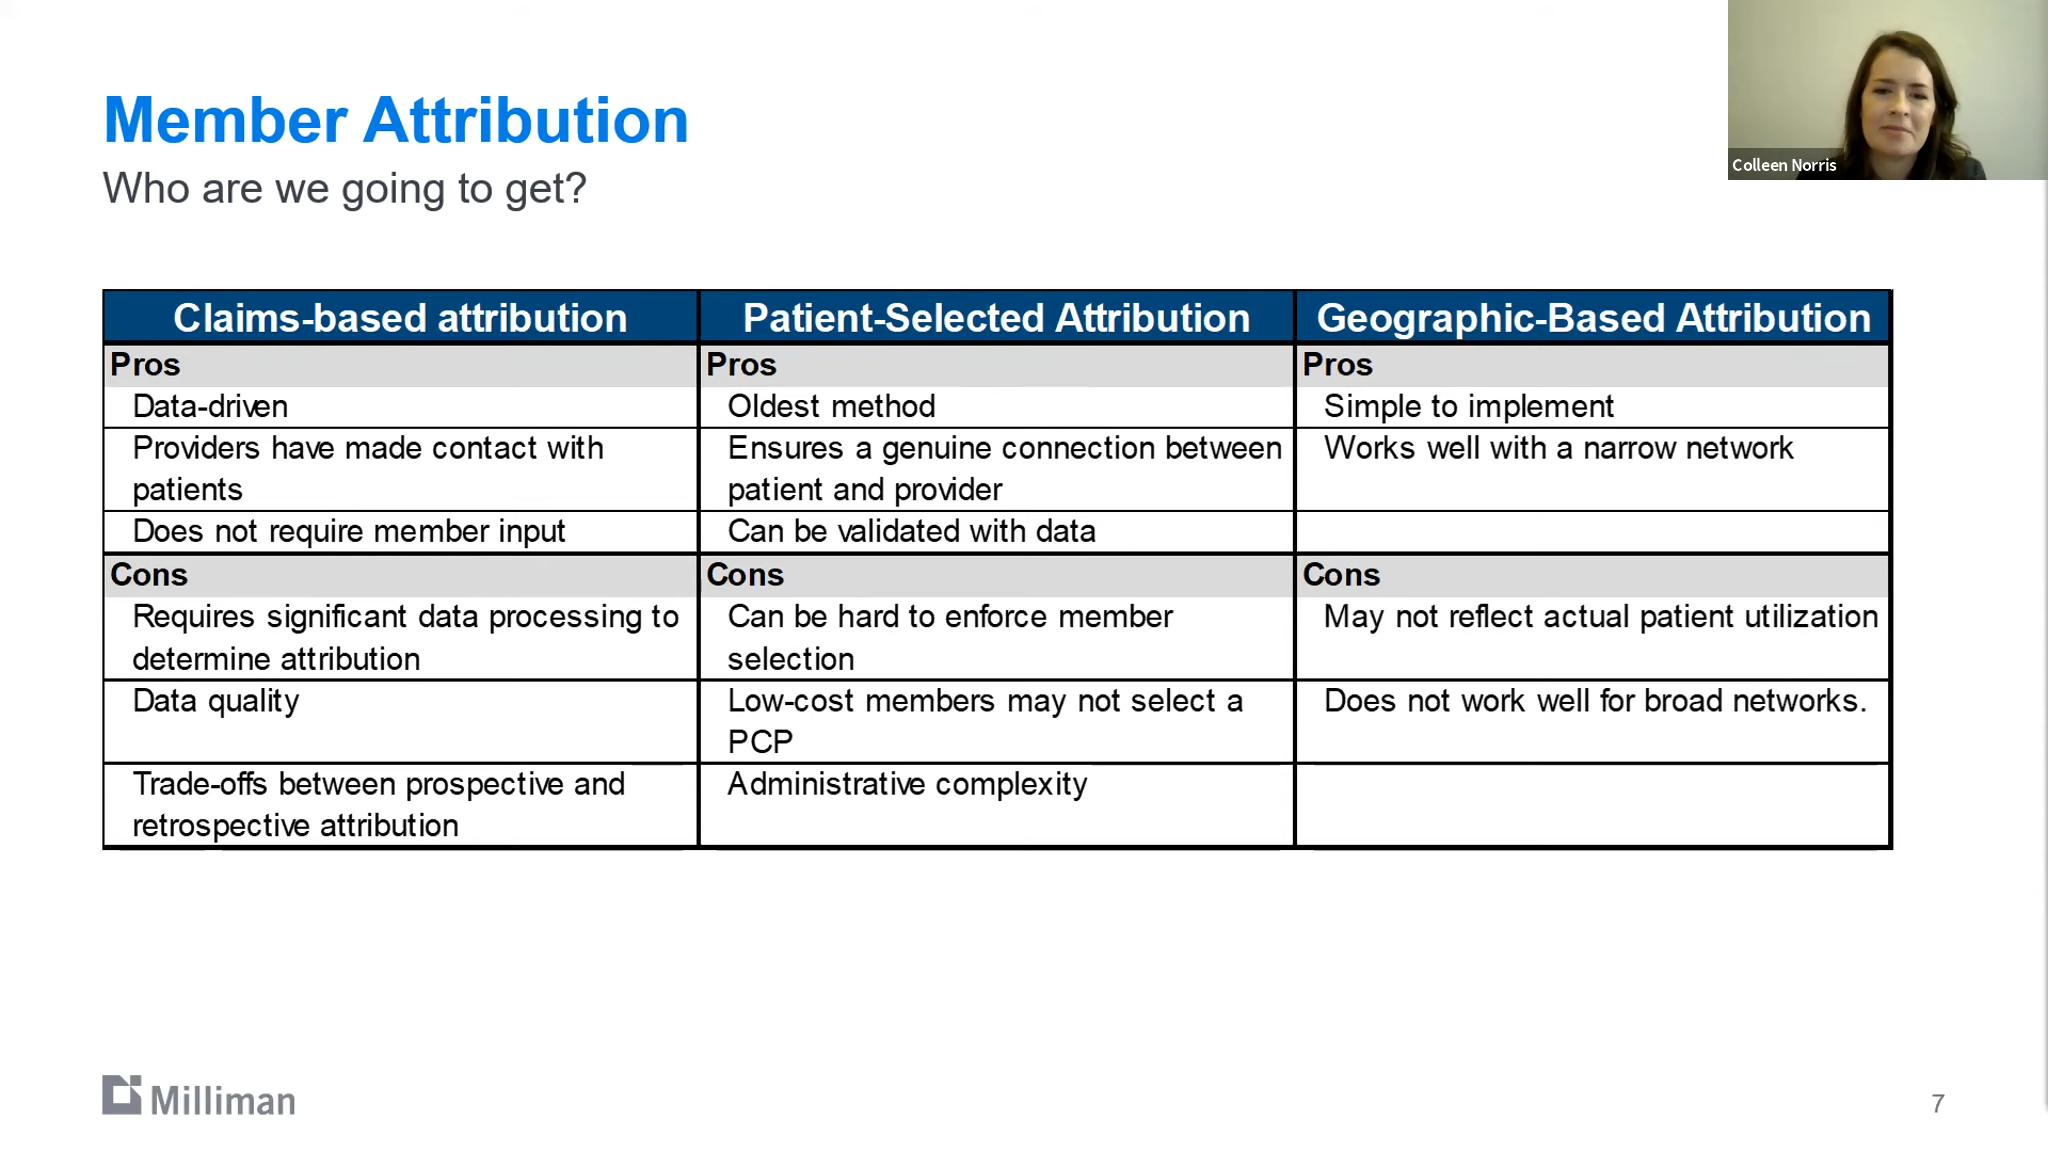 Member Attribution
Who are we going to get?
Colleen Norris
Claims-based attribution
Patient-Selected Attribution
Geographic-Based Attribution
Pros
Pros
Pros
Data-driven
Oldest method
Simple to implement
Providers have made contact with
patients
Ensures a genuine connection between
patient and provider
Works well with a narrow network
Does not require member input
Can be validated with data
Cons
Cons
Cons
Requires significant data processing to
determine attribution
Can be hard to enforce member
selection
May not reflect actual patient utilization
Data quality
Low-cost members may not select a
PCP
Does not work well for broad networks.
Trade-offs between prospective and
retrospective attribution
Administrative complexity
Milliman
7